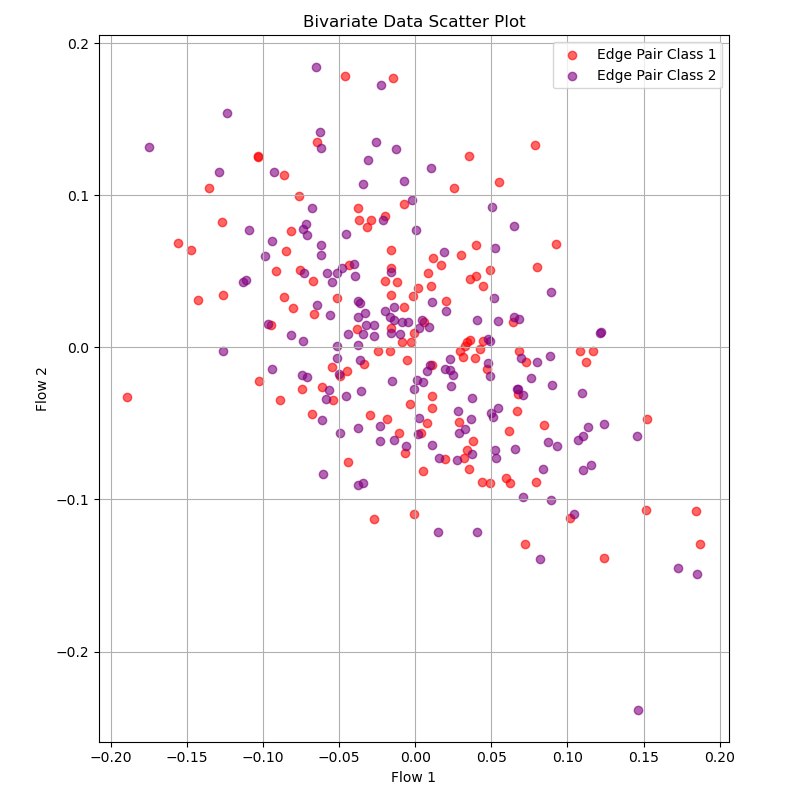 Bivariate Data Scatter Plot
Edge Pair Class 1
Edge Pair Class 2
0.2
0.1
0.0
−0.1
−0.2
Flow 2
−0.20 −0.15 −0.10 −0.05 0.00 0.05 0.10 0.15 0.20
Flow 1